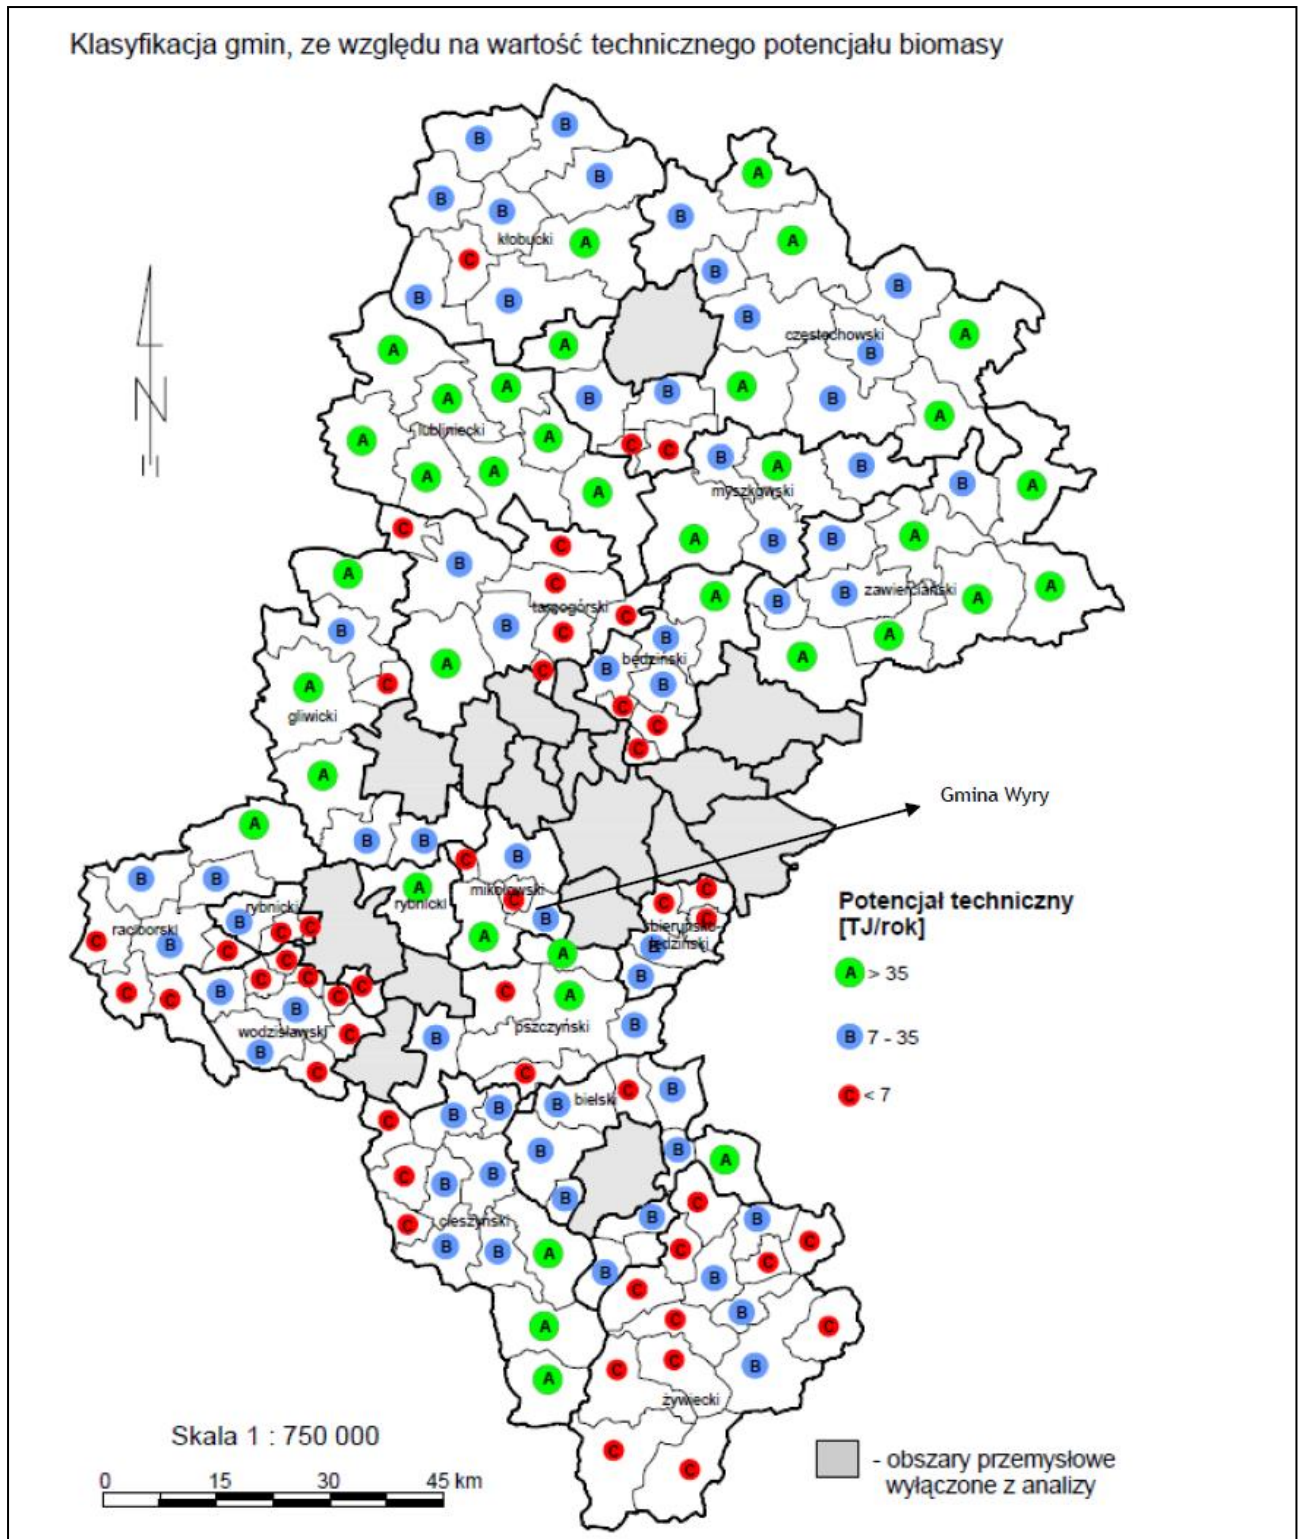 Klasyfikacja gmin, ze względu na wartość technicznego potencjału biomasy
B
B
A
B
B
B
B
kłobucki
A
A
C
B
B
B
B
B
B
częstochowski
A
A
A
B
A
A
B
B
A
B
A
lubliniecki
A
A
C
C
B
A
B
A
A
myszkowski
B
A
A
C
B
A
C
A
B
B
A
A
B
C
tarnogórski
B
C
C
A
B
B
zawierciański
A
A
A
A
B
A
C
C
B
B
będziński
B
C
C
C
A
gliwicki
A
Gmina Wyry
A
B
B
C
B
mikołowski
C
B
A
rybnicki
A
B
B
rybnicki
B
C
C
raciborski
C
B
C
C
C
C
C
C
bieruńsko-
lędziński
B
B
A
A
C
pszczyński
B
B
C
C
C
C
C
B
B
wodzisławski
C
B
C
Potencjał techniczny
[TJ/rok]
A > 35
B 7 - 35
C < 7
C
B
B
B
bielski
C
B
C
B
B
B
B
B
A
C
cieszyński
B
B
A
B
B
C
C
B
C
C
B
C
B
C
B
C
C
B
A
A
C
żywiecki
C
C
Skala 1 : 750 000
0 15 30 45 km
- obszary przemysłowe
wyłączone z analizy